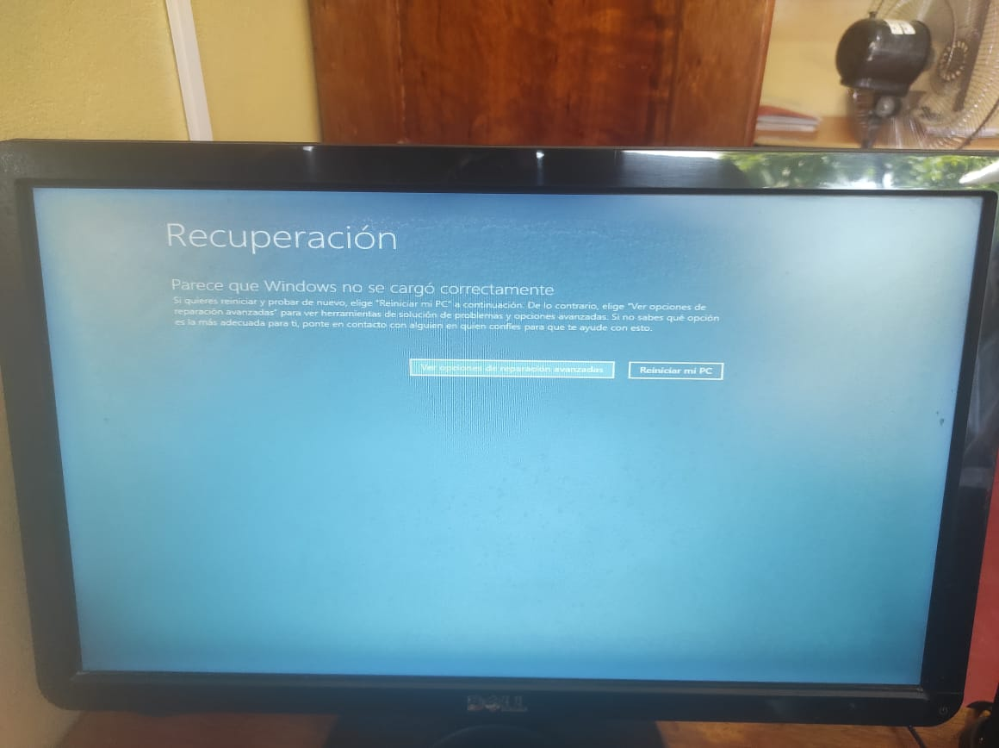 Recuperación
Parece que Windows no se cargó correctamente
Si quieres reiniciar y probar de nuevo, elige "Reiniciar mi PC" a continuación. De lo contrario, elige "Ver opciones de
reparación avanzadas" para ver herramientas de solución de problemas y opciones avanzadas. Si no sabes qué opción
es la más adecuada para ti, ponte en contacto con alguien en quien confíes para que te ayude con esto.
Ver opciones de reparación avanzadas
Reiniciar mi PC
DELL